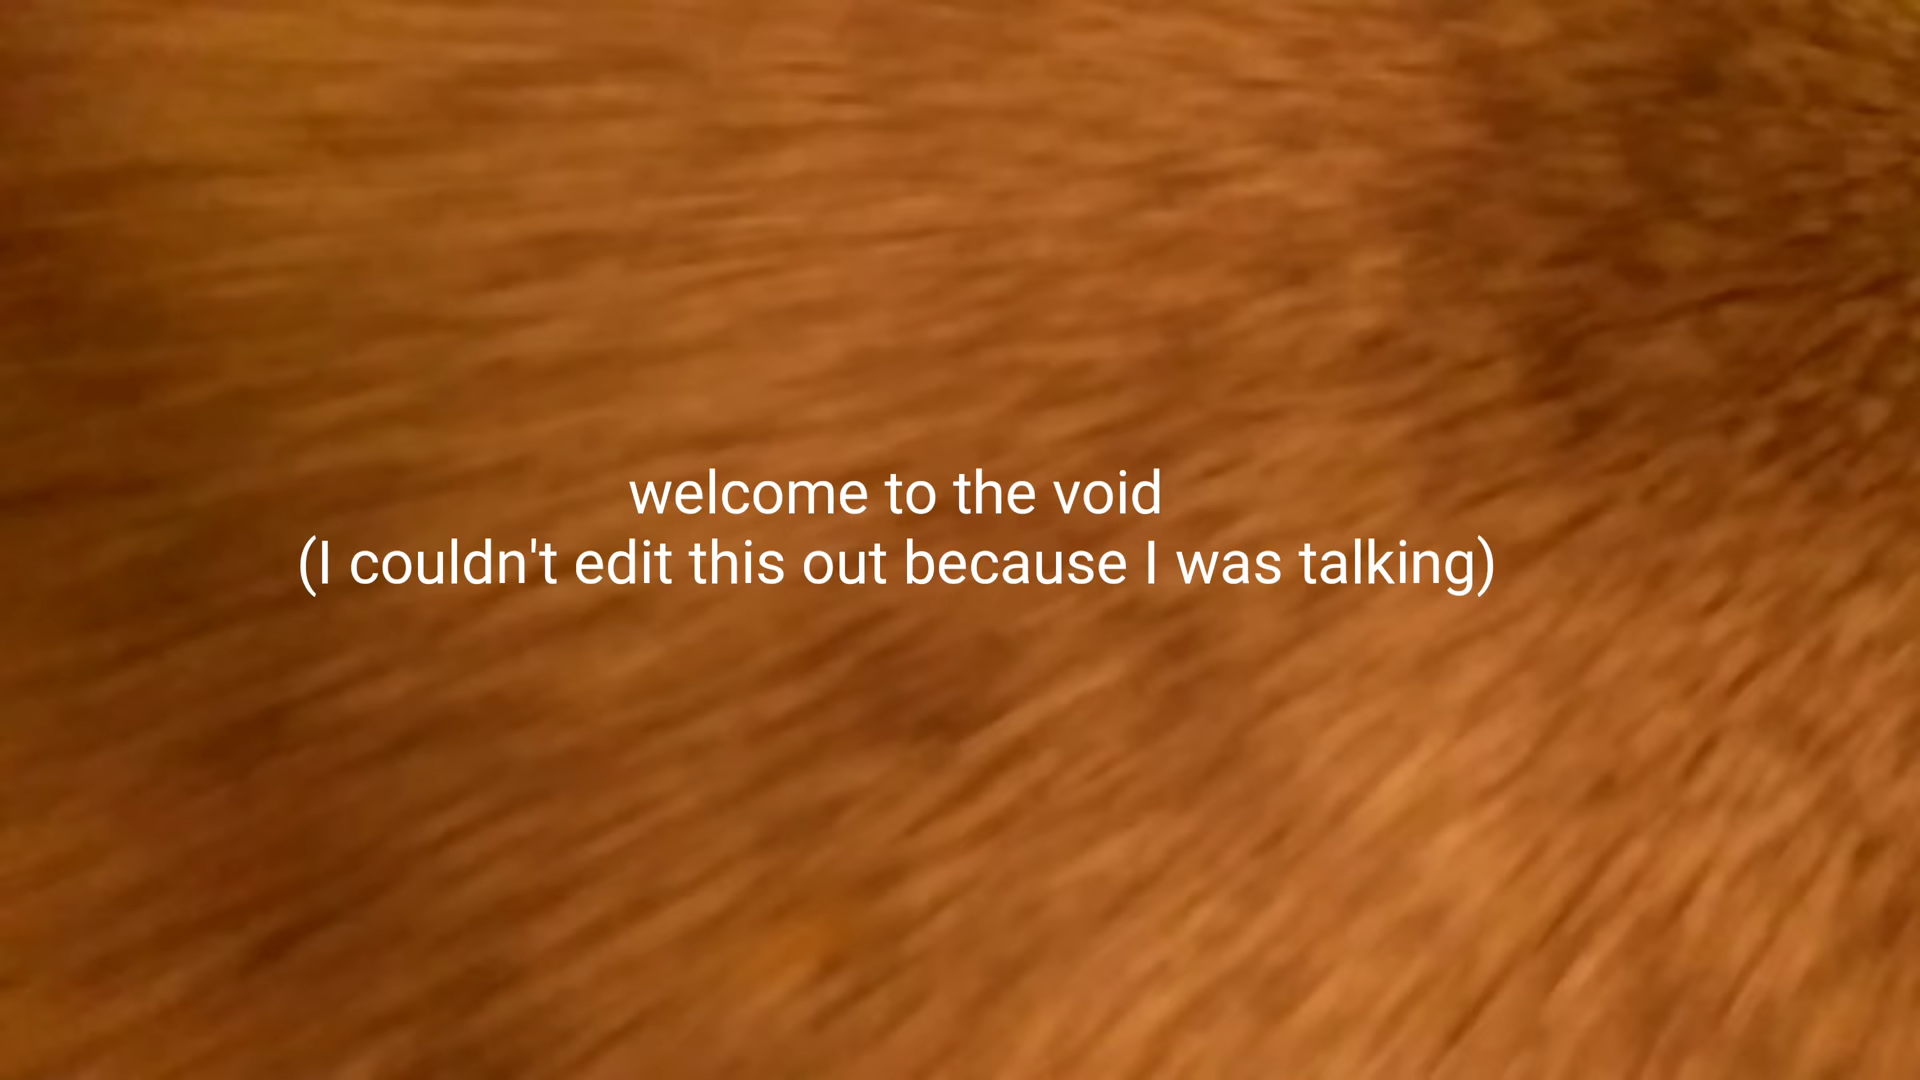 welcome to the void
(I couldn't edit this out because I was talking)